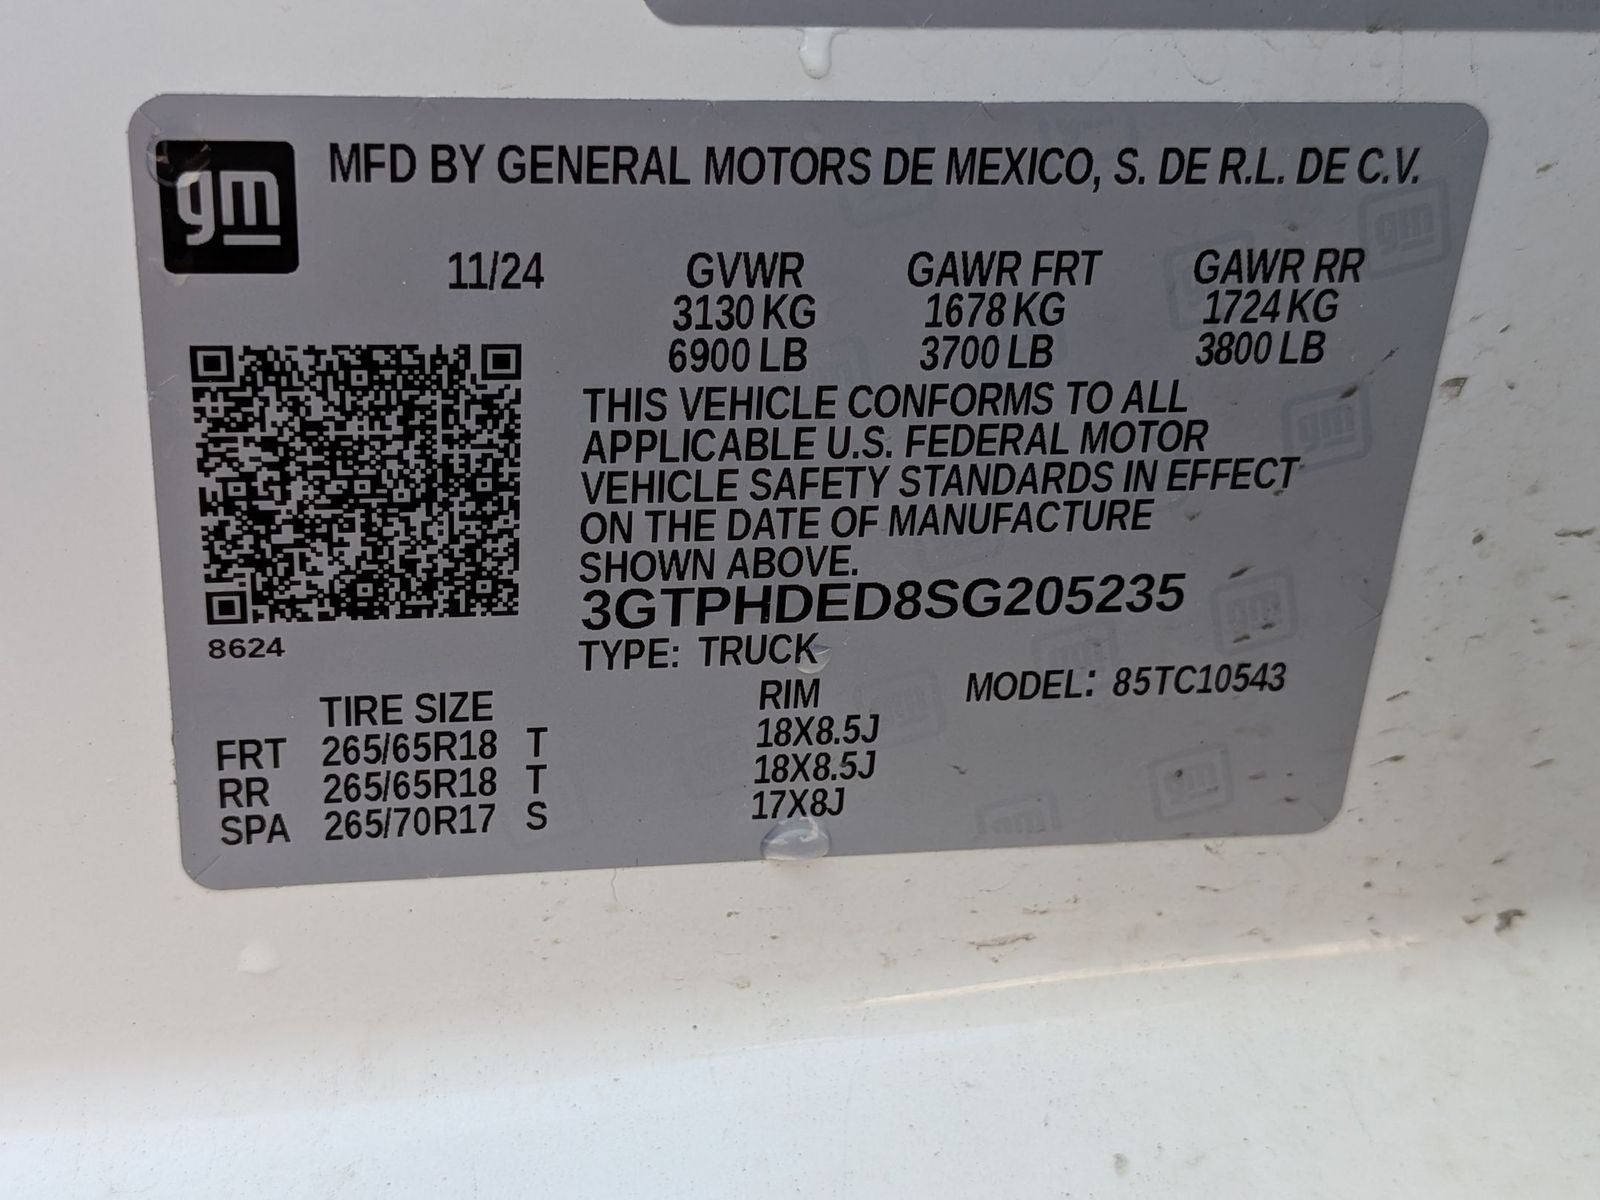 gm
MFD BY GENERAL MOTORS DE MEXICO, S. DE R.L. DE C.V.
11/24 GVWR GAWR FRT GAWR RR
3130 KG 1678 KG 1724 KG
6900 LB 3700 LB 3800 LB
THIS VEHICLE CONFORMS TO ALL
APPLICABLE U.S. FEDERAL MOTOR
VEHICLE SAFETY STANDARDS IN EFFECT
ON THE DATE OF MANUFACTURE
SHOWN ABOVE.
3GTPHDED8SG205235
8624
TYPE: TRUCK
MODEL: 85TC10543
TIRE SIZE RIM
FRT 265/65R18 T 18X8.5J
RR 265/65R18 T 18X8.5J
SPA 265/70R17 S 17X8J